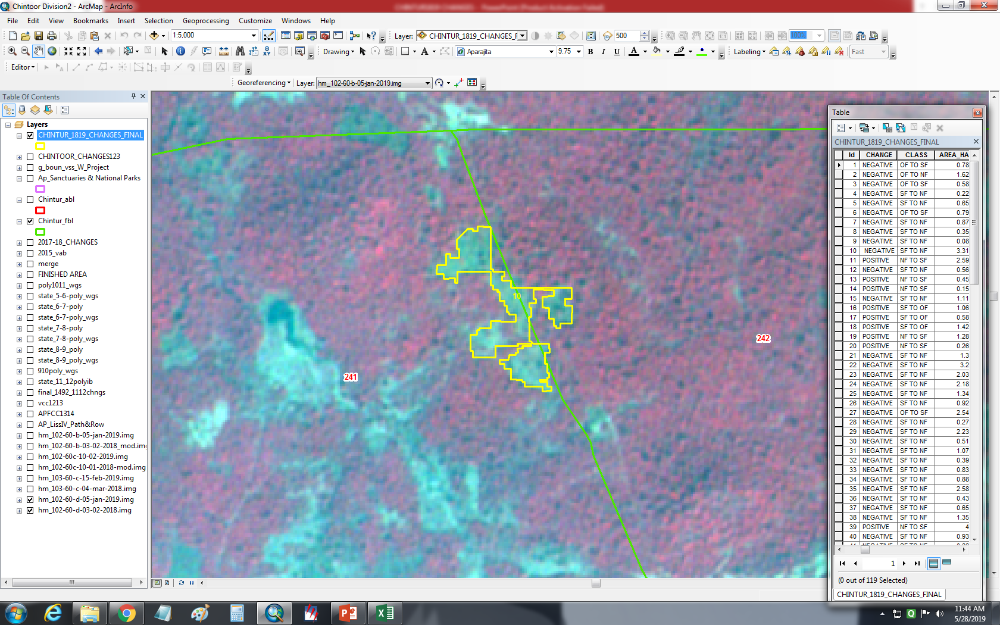 Chintoor Division2 - ArcMap - ArcInfo
File Edit View Bookmarks Insert Selection Geoprocessing Customize Windows Help
1:5,000
Layer: CHINTUR_1819_CHANGES_F
500
100%
Drawing
A
Aparajita
9.75
B I U A
Labeling
Fast
Editor
Georeferencing
Layer: hm_102-60-b-05-jan-2019.img
Table Of Contents
Layers
CHINTUR_1819_CHANGES_FINAL
CHINTOOR_CHANGES123
g_boun_vss_W_Project
Ap_Sanctuaries & National Parks
Chintur_abl
Chintur_fbl
2017-18_CHANGES
2015_vab
merge
FINISHED AREA
poly1011_wgs
state_5-6-poly_wgs
state_6-7-poly
state_6-7-poly_wgs
state_7-8-poly
state_7-8-poly_wgs
state_8-9_poly
state_8-9_poly_wgs
910poly_wgs
state_11_12polyib
final_1492_1112chngs
vcc1213
APFCC1314
AP_LissIV_Path&Row
hm_102-60-b-05-jan-2019.img
hm_102-60-b-03-02-2018_mod.im
hm_102-60c-10-02-2019.img
hm_102-60c-10-01-2018-mod.img
hm_103-60-c-15-feb-2019.img
hm_103-60-c-04-mar-2018.img
hm_102-60-d-05-jan-2019.img
hm_102-60-d-03-02-2018.img
10
241
242
Table
CHINTUR_1819_CHANGES_FINAL
Id CHANGE CLASS AREA_HA
1 NEGATIVE OF TO SF 0.78
2 NEGATIVE OF TO NF 1.62
3 NEGATIVE OF TO SF 0.58
4 NEGATIVE SF TO NF 0.22
5 NEGATIVE SF TO NF 0.65
6 NEGATIVE OF TO SF 0.79
7 NEGATIVE SF TO NF 0.87
8 NEGATIVE SF TO NF 0.35
9 NEGATIVE SF TO NF 0.08
10 NEGATIVE SF TO NF 3.31
11 POSITIVE NF TO SF 2.59
12 NEGATIVE SF TO NF 0.56
13 POSITIVE NF TO SF 0.45
14 POSITIVE NF TO SF 0.15
15 NEGATIVE SF TO NF 1.11
16 POSITIVE SF TO OF 1.06
17 POSITIVE SF TO OF 0.58
18 POSITIVE SF TO OF 1.42
19 POSITIVE NF TO SF 1.28
20 POSITIVE NF TO SF 0.26
21 NEGATIVE SF TO NF 1.3
22 NEGATIVE SF TO NF 3.2
23 NEGATIVE SF TO NF 2.03
24 NEGATIVE SF TO NF 2.18
25 NEGATIVE SF TO NF 1.34
26 NEGATIVE SF TO NF 0.92
27 NEGATIVE OF TO SF 2.54
28 NEGATIVE SF TO NF 0.27
29 NEGATIVE SF TO NF 2.23
30 NEGATIVE SF TO NF 0.51
31 NEGATIVE SF TO NF 1.07
32 NEGATIVE SF TO NF 0.39
33 NEGATIVE SF TO NF 0.83
34 NEGATIVE SF TO NF 0.88
35 NEGATIVE SF TO NF 2.58
36 NEGATIVE SF TO NF 0.43
37 NEGATIVE SF TO NF 0.65
38 NEGATIVE SF TO NF 1.35
39 POSITIVE NF TO SF 4
40 NEGATIVE SF TO NF 0.93
1
(0 out of 119 Selected)
CHINTUR_1819_CHANGES_FINAL
11:44 AM
5/28/2019